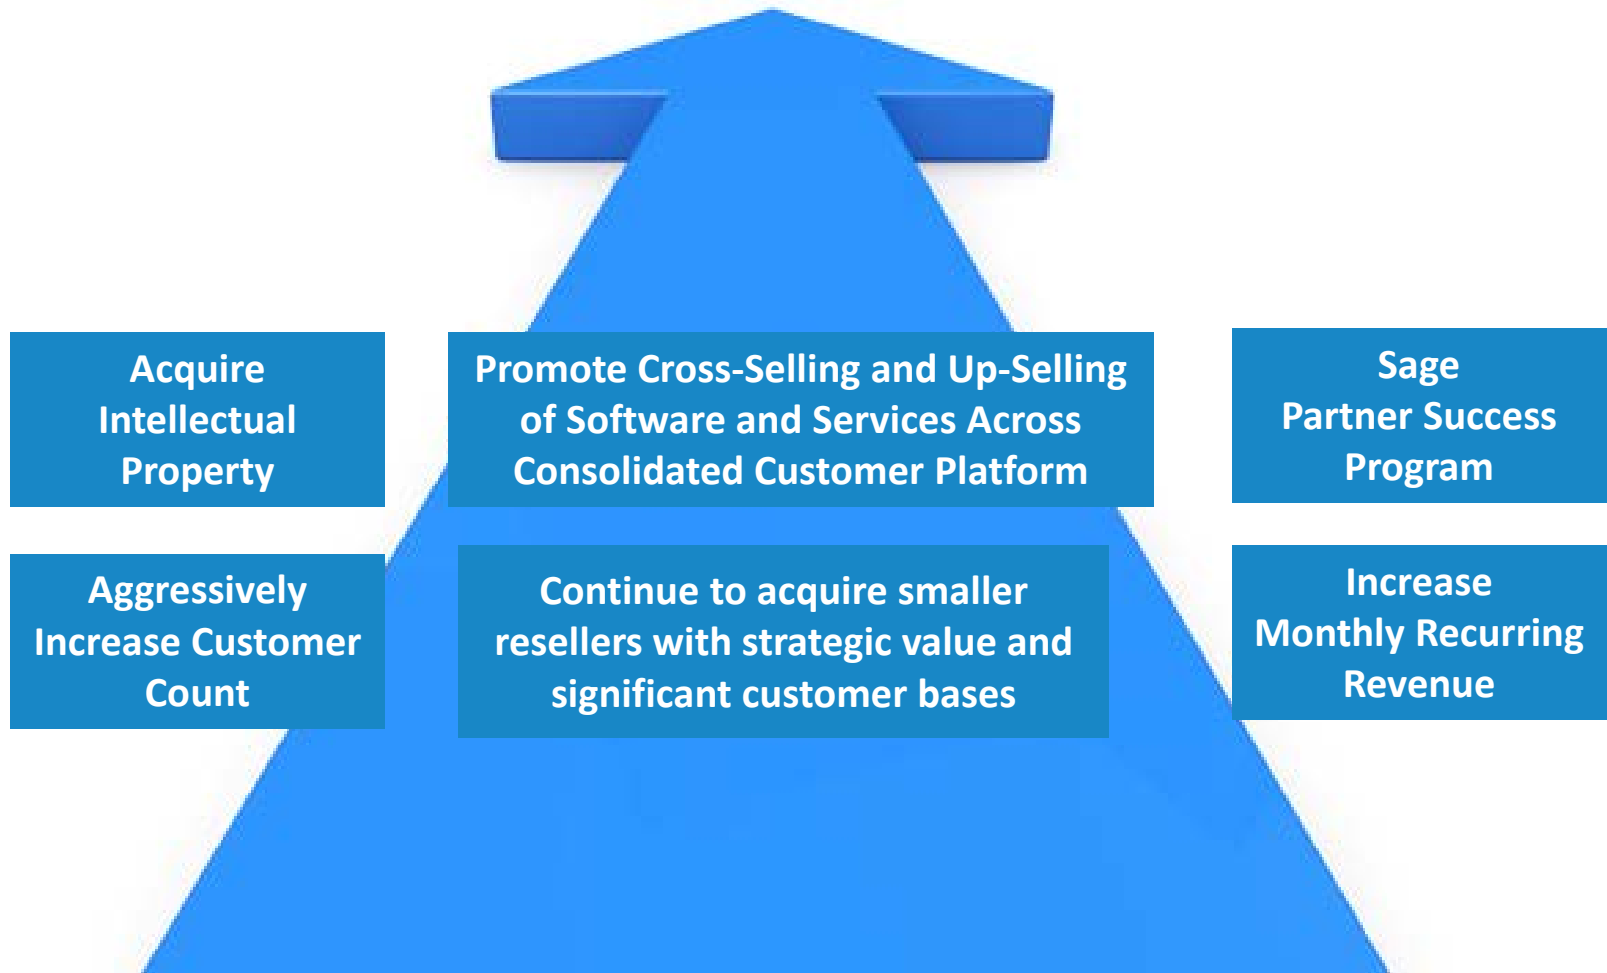 Acquire
Intellectual
Property
Promote Cross-Selling and Up-Selling
of Software and Services Across
Consolidated Customer Platform
Sage
Partner Success
Program
Aggressively
Increase Customer
Count
Continue to acquire smaller
resellers with strategic value and
significant customer bases
Increase
Monthly Recurring
Revenue